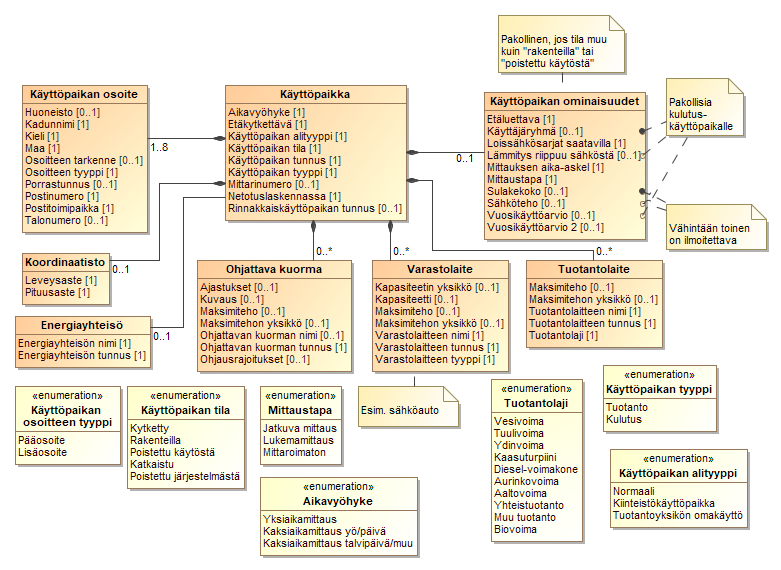 Pakollinen, jos tila muu
kuin "rakenteilla" tai
"poistettu käytöstä"
Käyttöpaikan osoite
Huoneisto [0..1]
Kadunnimi [0..1]
Kieli [1]
Maa [1]
Osoitteen tarkenne [0..1]
Osoitteen tyyppi [1]
Porrastunnus [0..1]
Postinumero [0..1]
Postitoimipaikka [1]
Talonumero [0..1]
1..8
Käyttöpaikka
Aikavyöhyke [1]
Etäkytkettävä [1]
Käyttöpaikan alityyppi [1]
Käyttöpaikan tila [1]
Käyttöpaikan tunnus [1]
Käyttöpaikan tyyppi [1]
Mittarinumero [0..1]
Netotuslaskennassa [1]
Rinnakkaiskäyttöpaikan tunnus [0..1]
0..1
Käyttöpaikan ominaisuudet
Etäluettava [1]
Käyttäjäryhmä [0..1]
Loissähkösarjat saatavilla [1]
Lämmitys riippuu sähköstä [0..1]
Mittauksen aika-askel [1]
Mittaustapa [1]
Sulakekoko [0..1]
Sähköteho [0..1]
Vuosikäyttöarvio [0..1]
Vuosikäyttöarvio 2 [0..1]
Pakollisia
kulutus-
käyttöpaikalle
Vähintään toinen
on ilmoitettava
Koordinaatisto
Leveysaste [1]
Pituusaste [1]
0..1
Energiayhteisö
Energiayhteisön nimi [1]
Energiayhteisön tunnus [1]
0..1
0..*
Ohjattava kuorma
Ajastukset [0..1]
Kuvaus [0..1]
Maksimiteho [0..1]
Maksimitehon yksikkö [0..1]
Ohjattavan kuorman nimi [0..1]
Ohjattavan kuorman tunnus [1]
Ohjausrajoitukset [0..1]
0..*
Varastolaite
Kapasiteetin yksikkö [0..1]
Kapasiteetti [0..1]
Maksimiteho [0..1]
Maksimitehon yksikkö [0..1]
Varastolaitteen nimi [0..1]
Varastolaitteen tunnus [1]
Varastolaitteen tyyppi [1]
0..*
Tuotantolaite
Maksimiteho [0..1]
Maksimitehon yksikkö [0..1]
Tuotantolaitteen nimi [1]
Tuotantolaitteen tunnus [1]
Tuotantolaji [1]
Esim. sähköauto
«enumeration»
Käyttöpaikan
osoitteen tyyppi
Pääosoite
Lisäosoite
«enumeration»
Käyttöpaikan tila
Kytketty
Rakenteilla
Poistettu käytöstä
Katkaistu
Poistettu järjestelmästä
«enumeration»
Mittaustapa
Jatkuva mittaus
Lukemamittaus
Mittaroimaton
«enumeration»
Aikavyöhyke
Yksiaikamittaus
Kaksiaikamittaus yö/päivä
Kaksiaikamittaus talvipäivä/muu
«enumeration»
Tuotantolaji
Vesivoima
Tuulivoima
Ydinvoima
Kaasuturpiini
Diesel-voimakone
Aurinkovoima
Aaltovoima
Yhteistuotanto
Muu tuotanto
Biovoima
«enumeration»
Käyttöpaikan tyyppi
Tuotanto
Kulutus
«enumeration»
Käyttöpaikan alityyppi
Normaali
Kiinteistökäyttöpaikka
Tuotantoyksikön omakäyttö